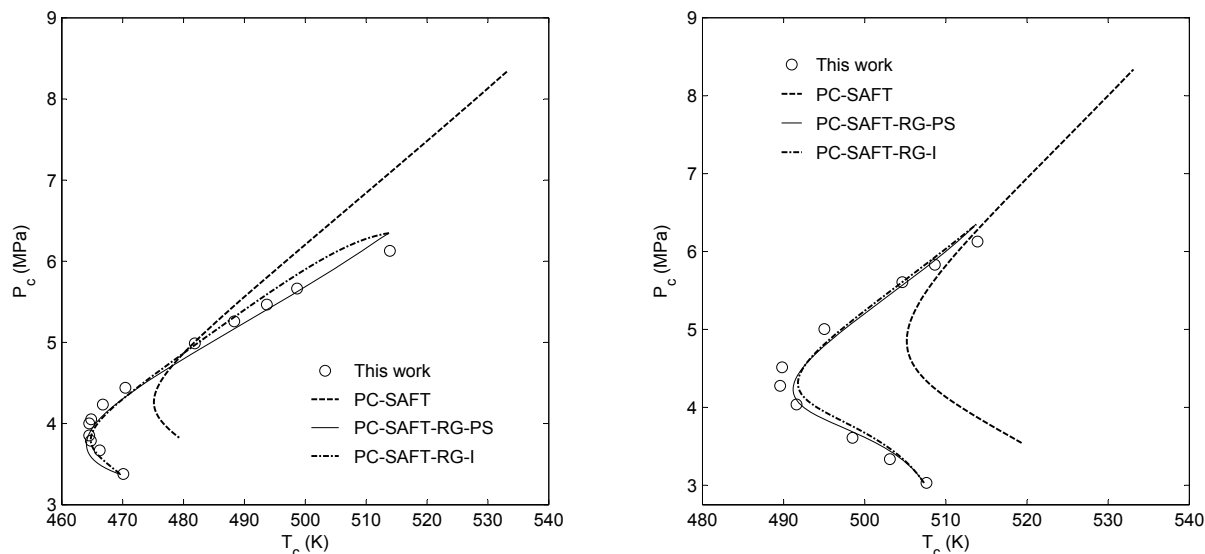 9
8
7
6
5
4
3
P_c (MPa)
This work
PC-SAFT
PC-SAFT-RG-PS
PC-SAFT-RG-I
460 470 480 490 500 510 520 530 540
T_c (K)
9
8
7
6
5
4
3
P_c (MPa)
This work
PC-SAFT
PC-SAFT-RG-PS
PC-SAFT-RG-I
480 490 500 510 520 530 540
T_c (K)